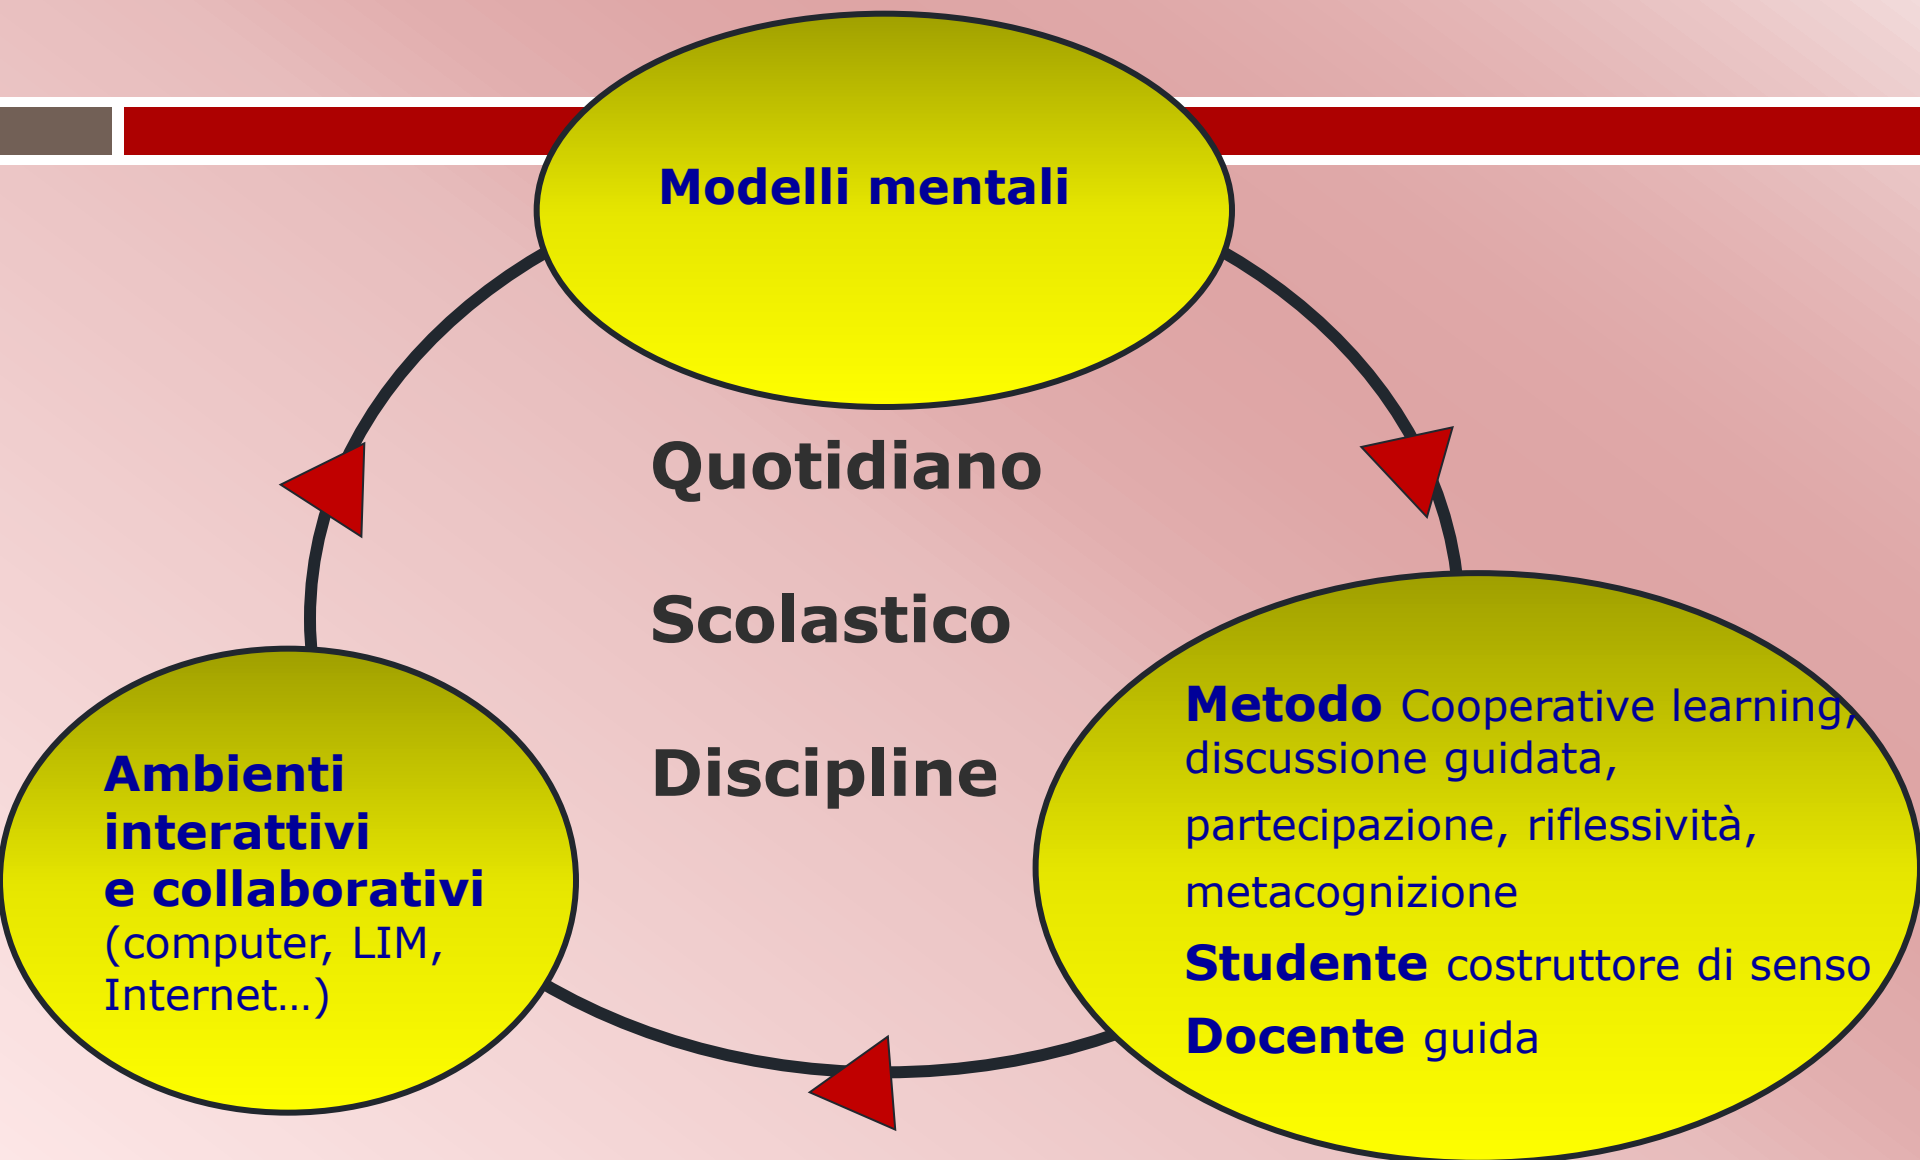 Modelli mentali
Quotidiano
Scolastico
Discipline
Ambienti
interattivi
e collaborativi
(computer, LIM,
Internet…)
Metodo Cooperative learning,
discussione guidata,
partecipazione, riflessività,
metacognizione
Studente costruttore di senso
Docente guida